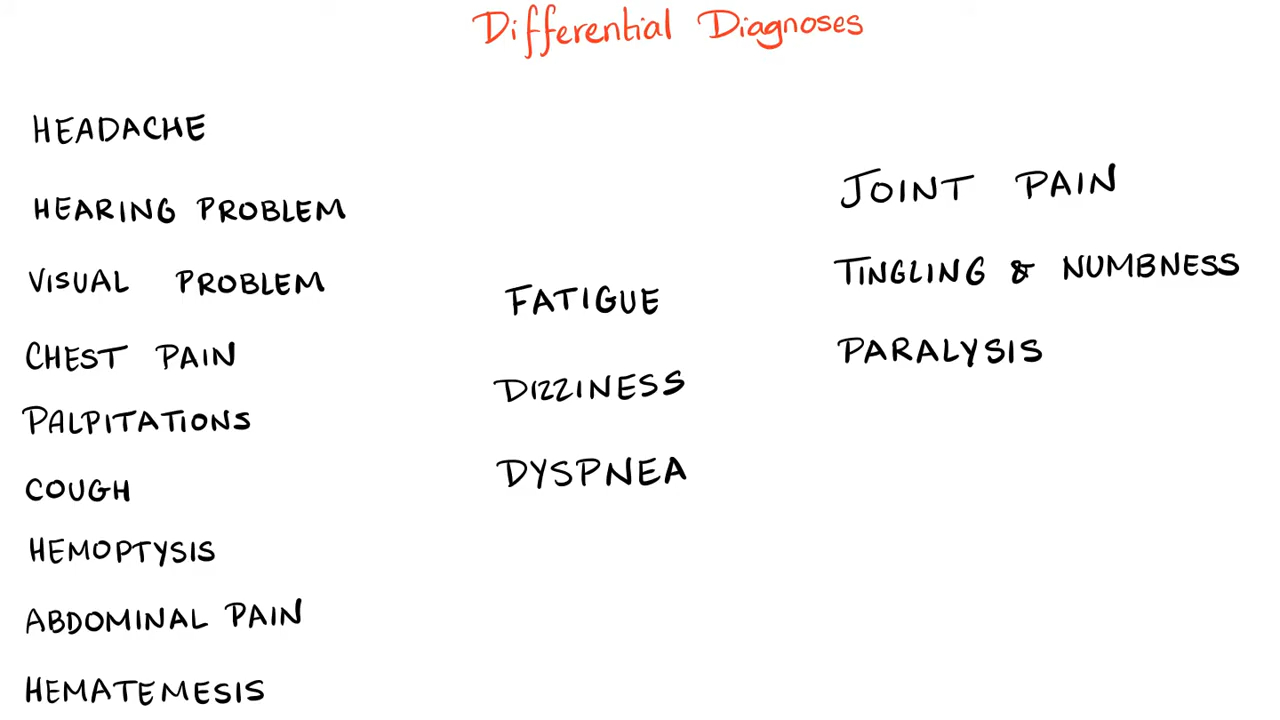 Differential Diagnoses
HEADACHE
HEARING PROBLEM
VISUAL PROBLEM
CHEST PAIN
PALPITATIONS
COUGH
HEMOPTYSIS
ABDOMINAL PAIN
HEMATEMESIS
FATIGUE
DIZZINESS
DYSPNEA
JOINT PAIN
TINGLING & NUMBNESS
PARALYSIS